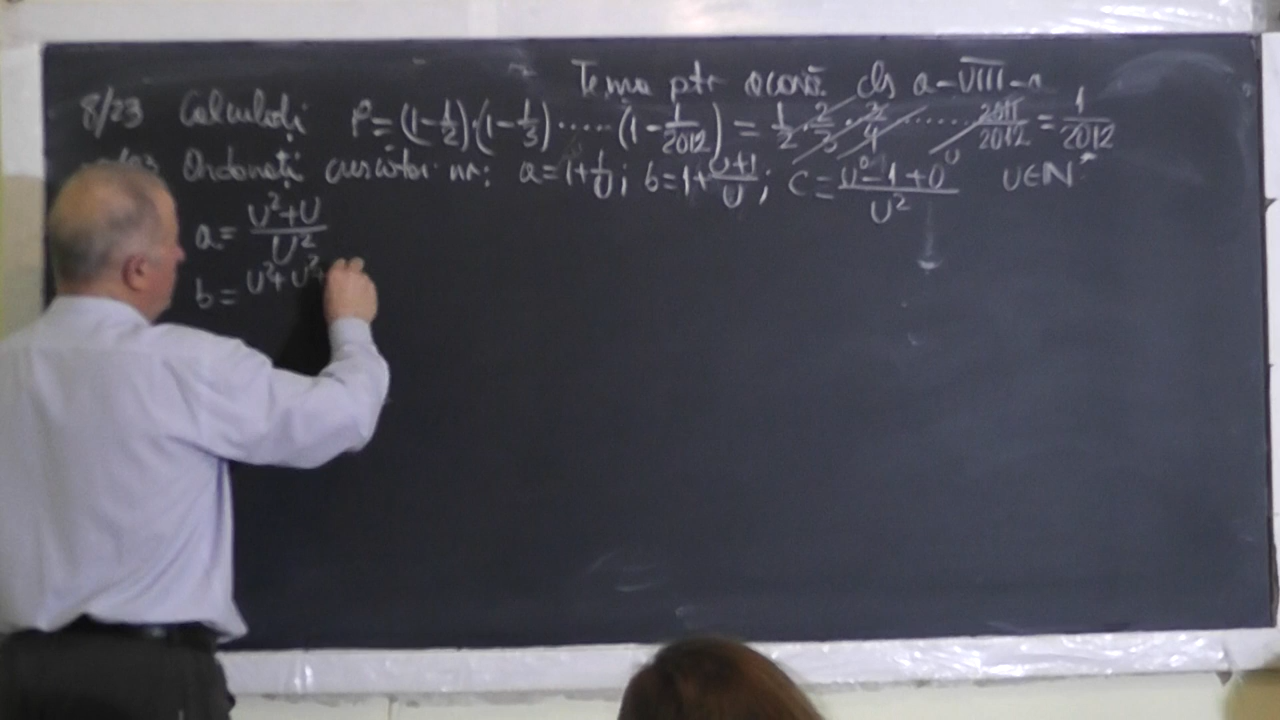 Tema ptr acasă cls a-VIII-a
8/23 Calculați P=(1-1/2)·(1-1/3)·....·(1-1/2012)=1/2·2/3·3/4·......·2011/2012=1/2012
Ordonați crescător nr: a=1+1/U; b=1+(U+1)/U; c=(U²-1+U)/U² U∈N*
a=(U²+U)/U²
b=U²+U²+